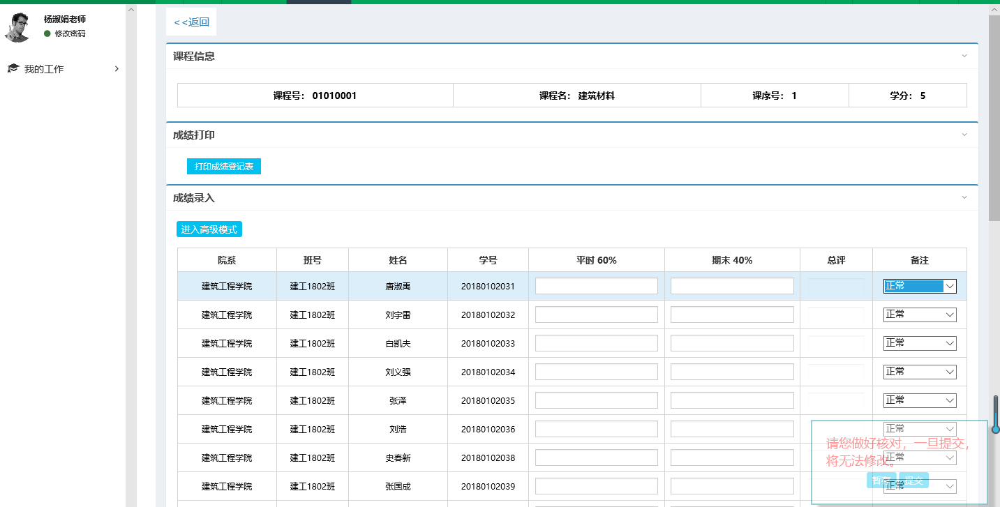 杨淑娟老师
修改密码
我的工作
<<返回
课程信息
课程号： 01010001 课程名： 建筑材料 课序号： 1 学分： 5
成绩打印
打印成绩登记表
成绩录入
进入高级模式
院系 班号 姓名 学号 平时 60% 期末 40% 总评 备注
建筑工程学院 建工1802班 唐淑禹 20180102031 正常
建筑工程学院 建工1802班 刘宇雷 20180102032 正常
建筑工程学院 建工1802班 白凯夫 20180102033 正常
建筑工程学院 建工1802班 刘义强 20180102034 正常
建筑工程学院 建工1802班 张泽 20180102035 正常
建筑工程学院 建工1802班 刘浩 20180102036 正常
建筑工程学院 建工1802班 史春新 20180102038 正常
建筑工程学院 建工1802班 张国成 20180102039 正常
请您做好核对，一旦提交，
将无法修改。
暂存 提交